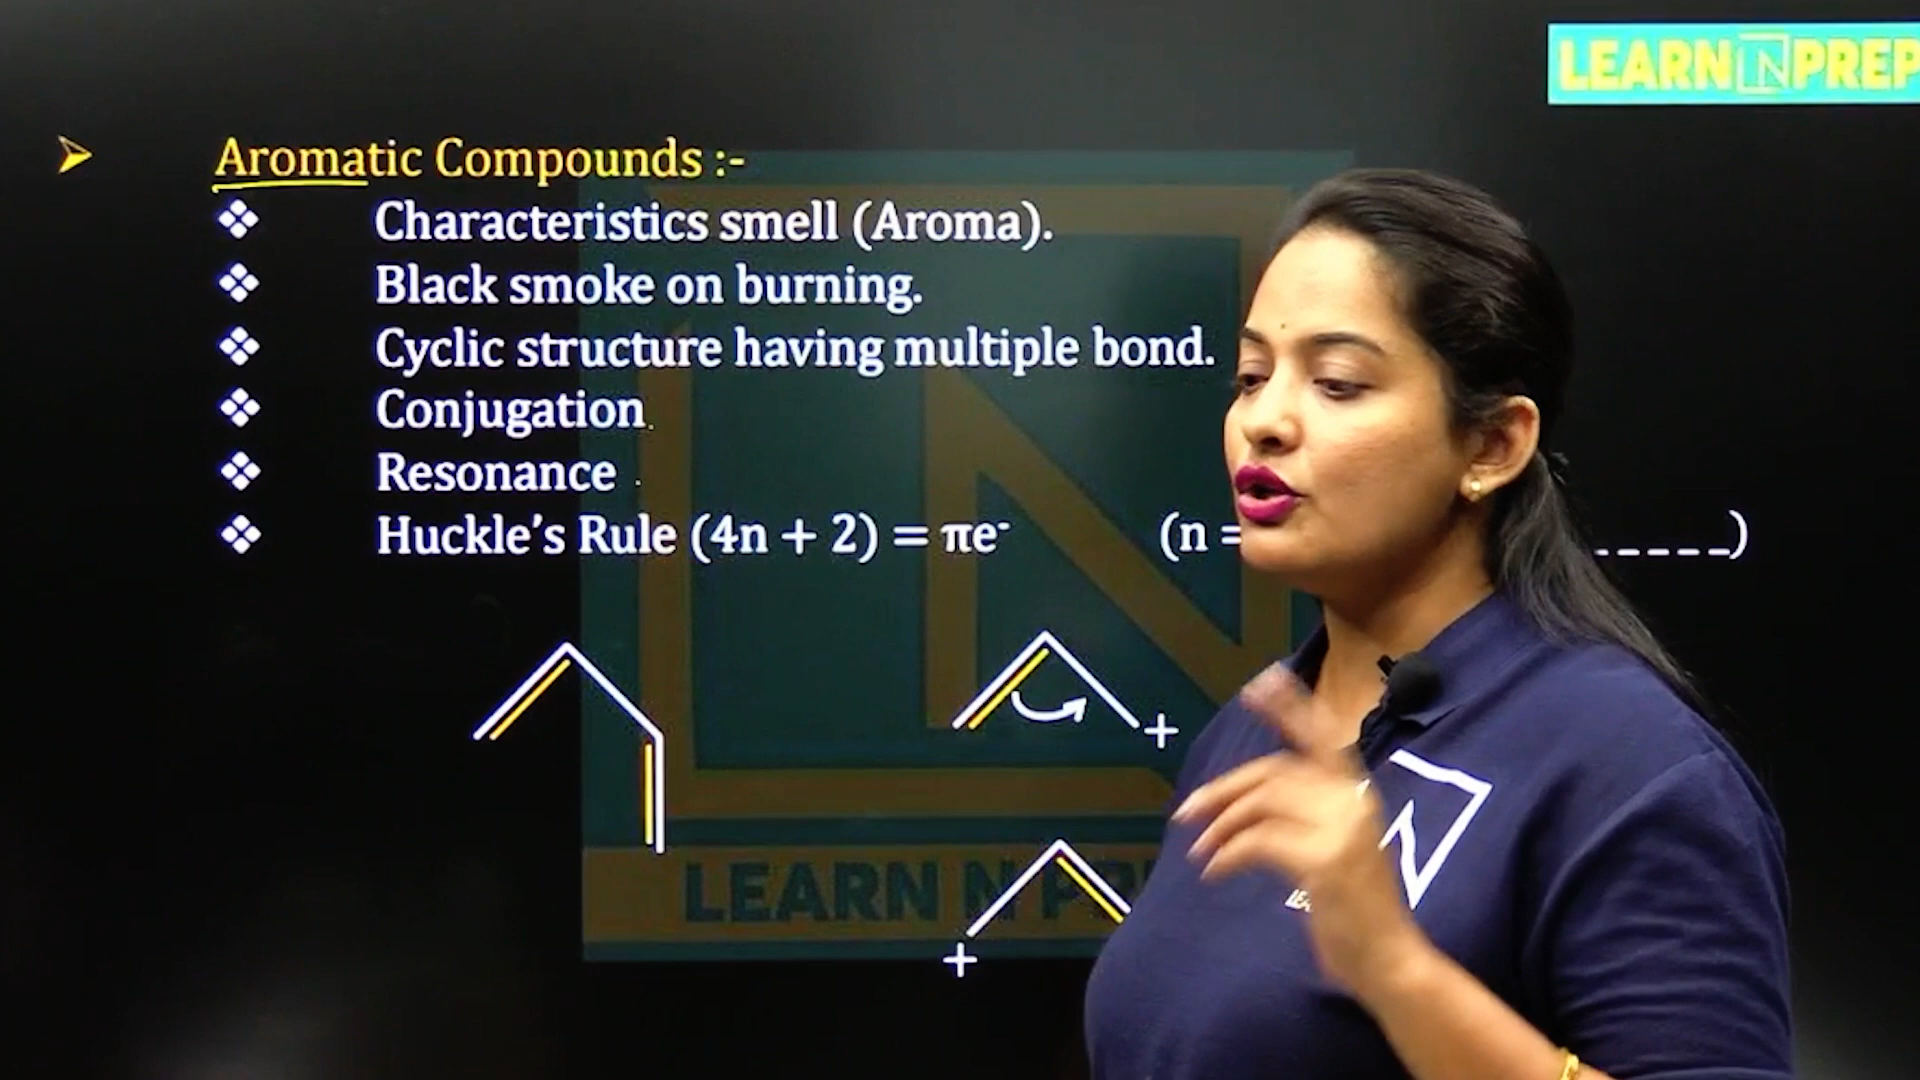 LEARN N PREP
Aromatic Compounds :-
Characteristics smell (Aroma).
Black smoke on burning.
Cyclic structure having multiple bond.
Conjugation
Resonance
Huckle's Rule (4n + 2) = πe⁻ (n = -----)
+
+
LEARN N
N